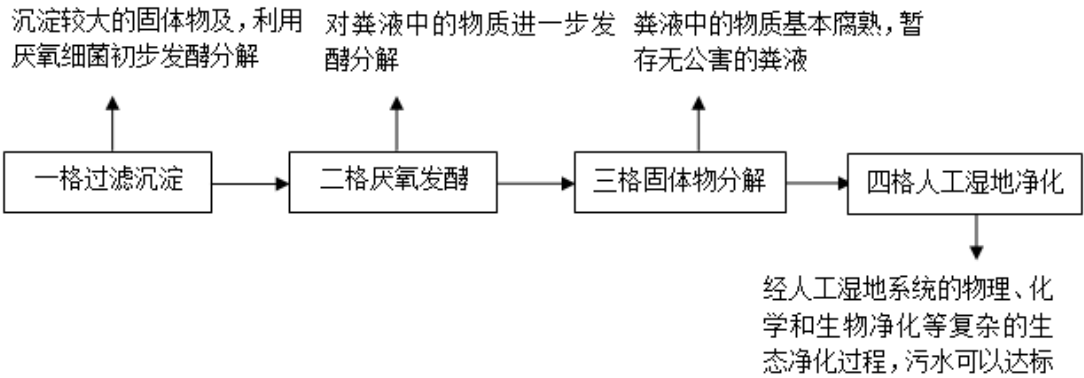 沉淀较大的固体物及，利用
厌氧细菌初步发酵分解
对粪液中的物质进一步发
酵分解
粪液中的物质基本腐熟，暂
存无公害的粪液
一格过滤沉淀
二格厌氧发酵
三格固体物分解
四格人工湿地净化
经人工湿地系统的物理、化
学和生物净化等复杂的生
态净化过程，污水可以达标